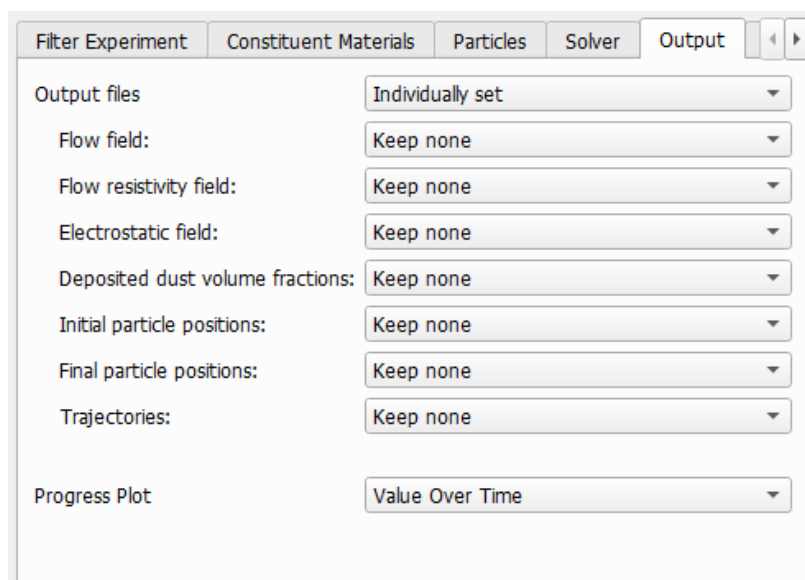 Filter Experiment Constituent Materials Particles Solver Output
Output files Individually set
Flow field: Keep none
Flow resistivity field: Keep none
Electrostatic field: Keep none
Deposited dust volume fractions: Keep none
Initial particle positions: Keep none
Final particle positions: Keep none
Trajectories: Keep none
Progress Plot Value Over Time